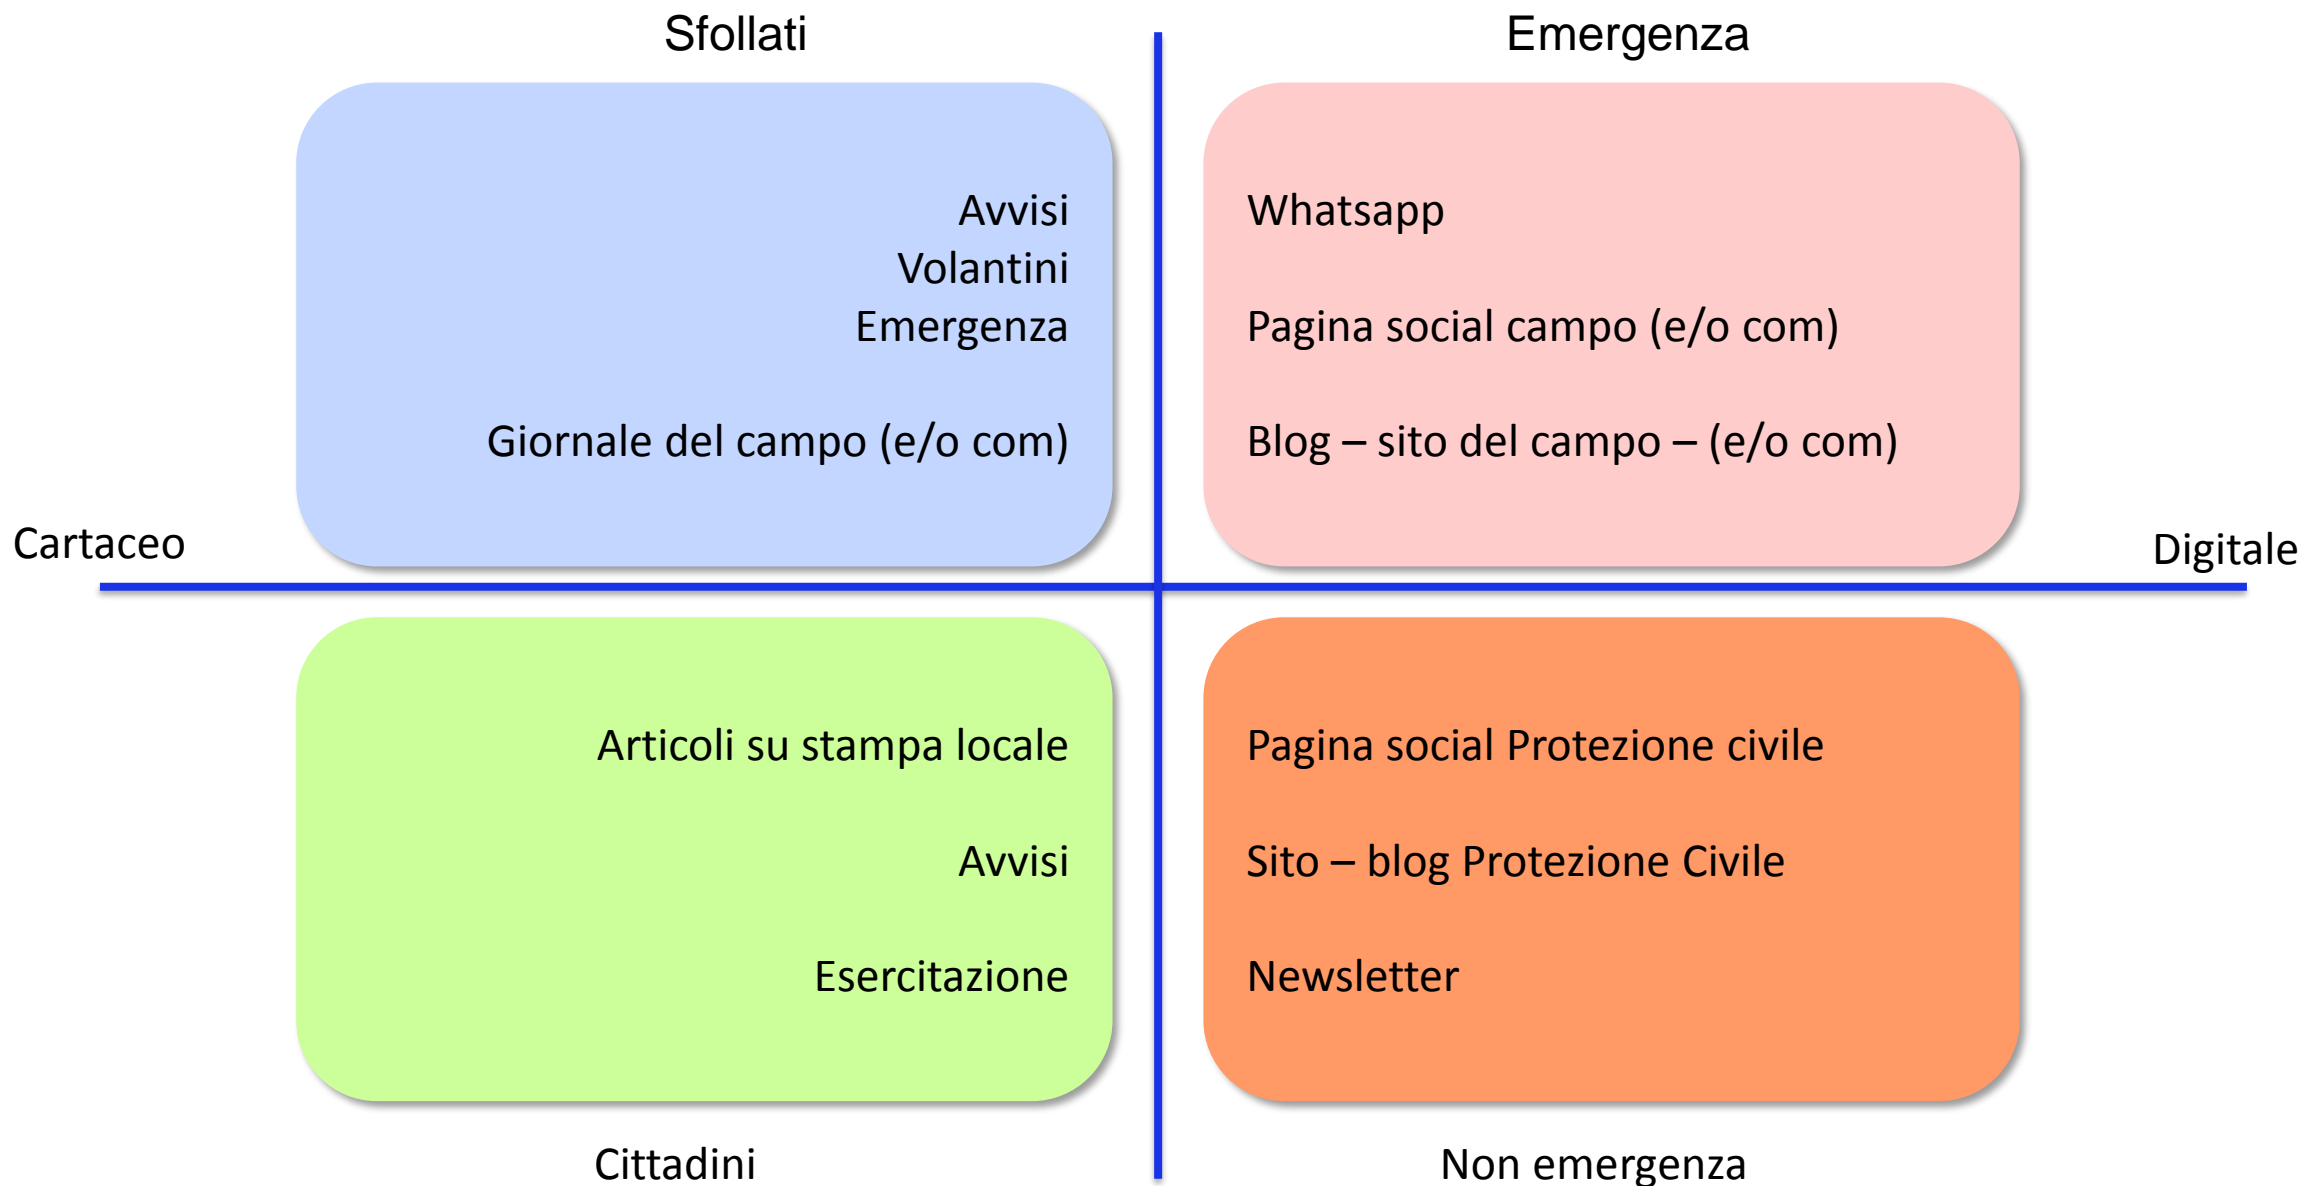 Sfollati
Emergenza
Avvisi
Volantini
Emergenza
Giornale del campo (e/o com)
Whatsapp
Pagina social campo (e/o com)
Blog – sito del campo – (e/o com)
Cartaceo
Digitale
Articoli su stampa locale
Avvisi
Esercitazione
Pagina social Protezione civile
Sito – blog Protezione Civile
Newsletter
Cittadini
Non emergenza